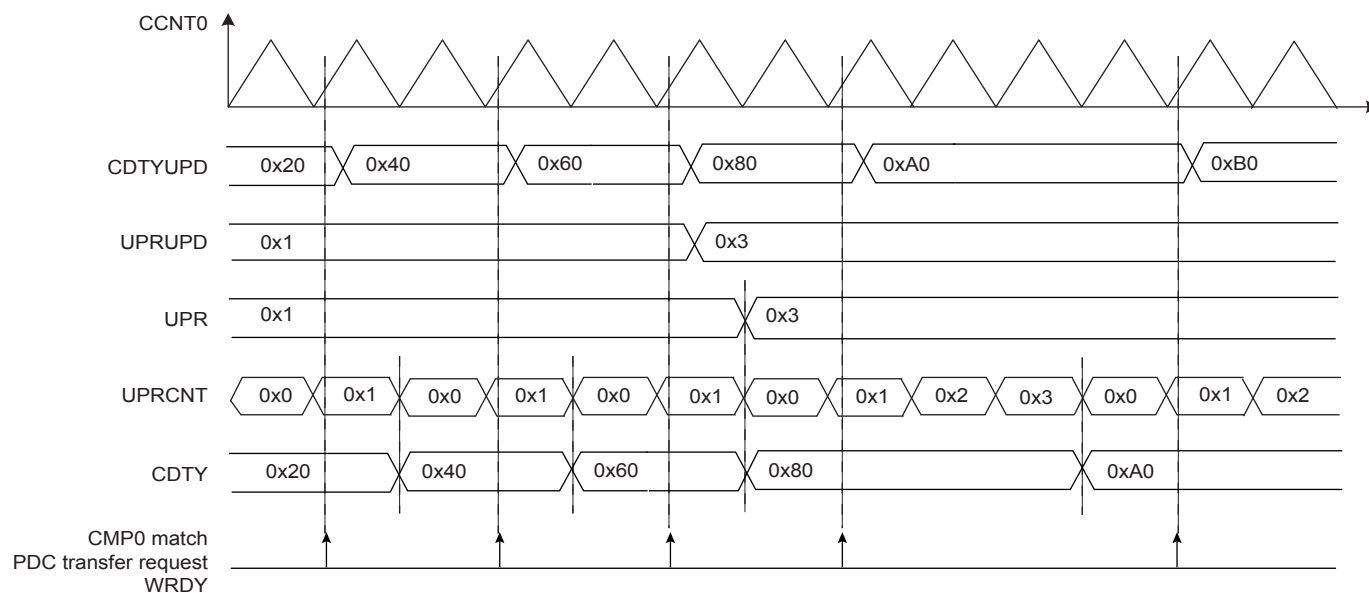 CCNT0
CDTYUPD 0x20 0x40 0x60 0x80 0xA0 0xB0
UPRUPD 0x1 0x3
UPR 0x1 0x3
UPRCNT 0x0 0x1 0x0 0x1 0x0 0x1 0x0 0x1 0x2 0x3 0x0 0x1 0x2
CDTY 0x20 0x40 0x60 0x80 0xA0
CMP0 match
PDC transfer request
WRDY